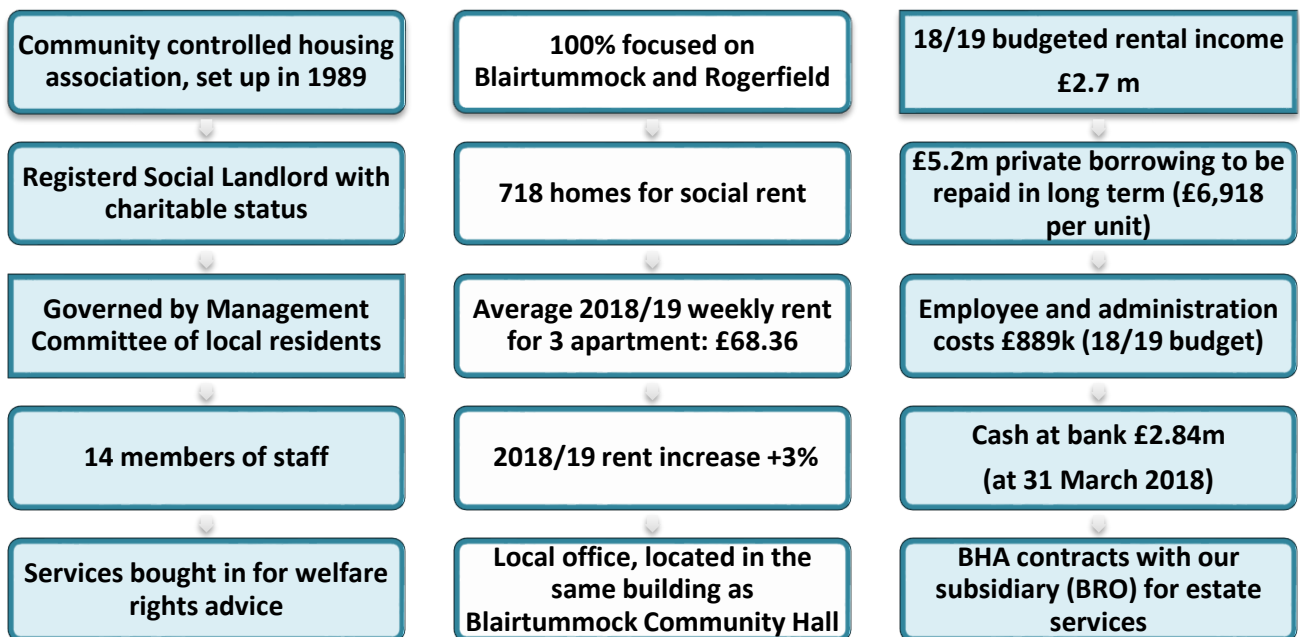 Community controlled housing
association, set up in 1989
Registerd Social Landlord with
charitable status
Governed by Management
Committee of local residents
14 members of staff
Services bought in for welfare
rights advice
100% focused on
Blairtummock and Rogerfield
718 homes for social rent
Average 2018/19 weekly rent
for 3 apartment: £68.36
2018/19 rent increase +3%
Local office, located in the
same building as
Blairtummock Community Hall
18/19 budgeted rental income
£2.7 m
£5.2m private borrowing to be
repaid in long term (£6,918
per unit)
Employee and administration
costs £889k (18/19 budget)
Cash at bank £2.84m
(at 31 March 2018)
BHA contracts with our
subsidiary (BRO) for estate
services